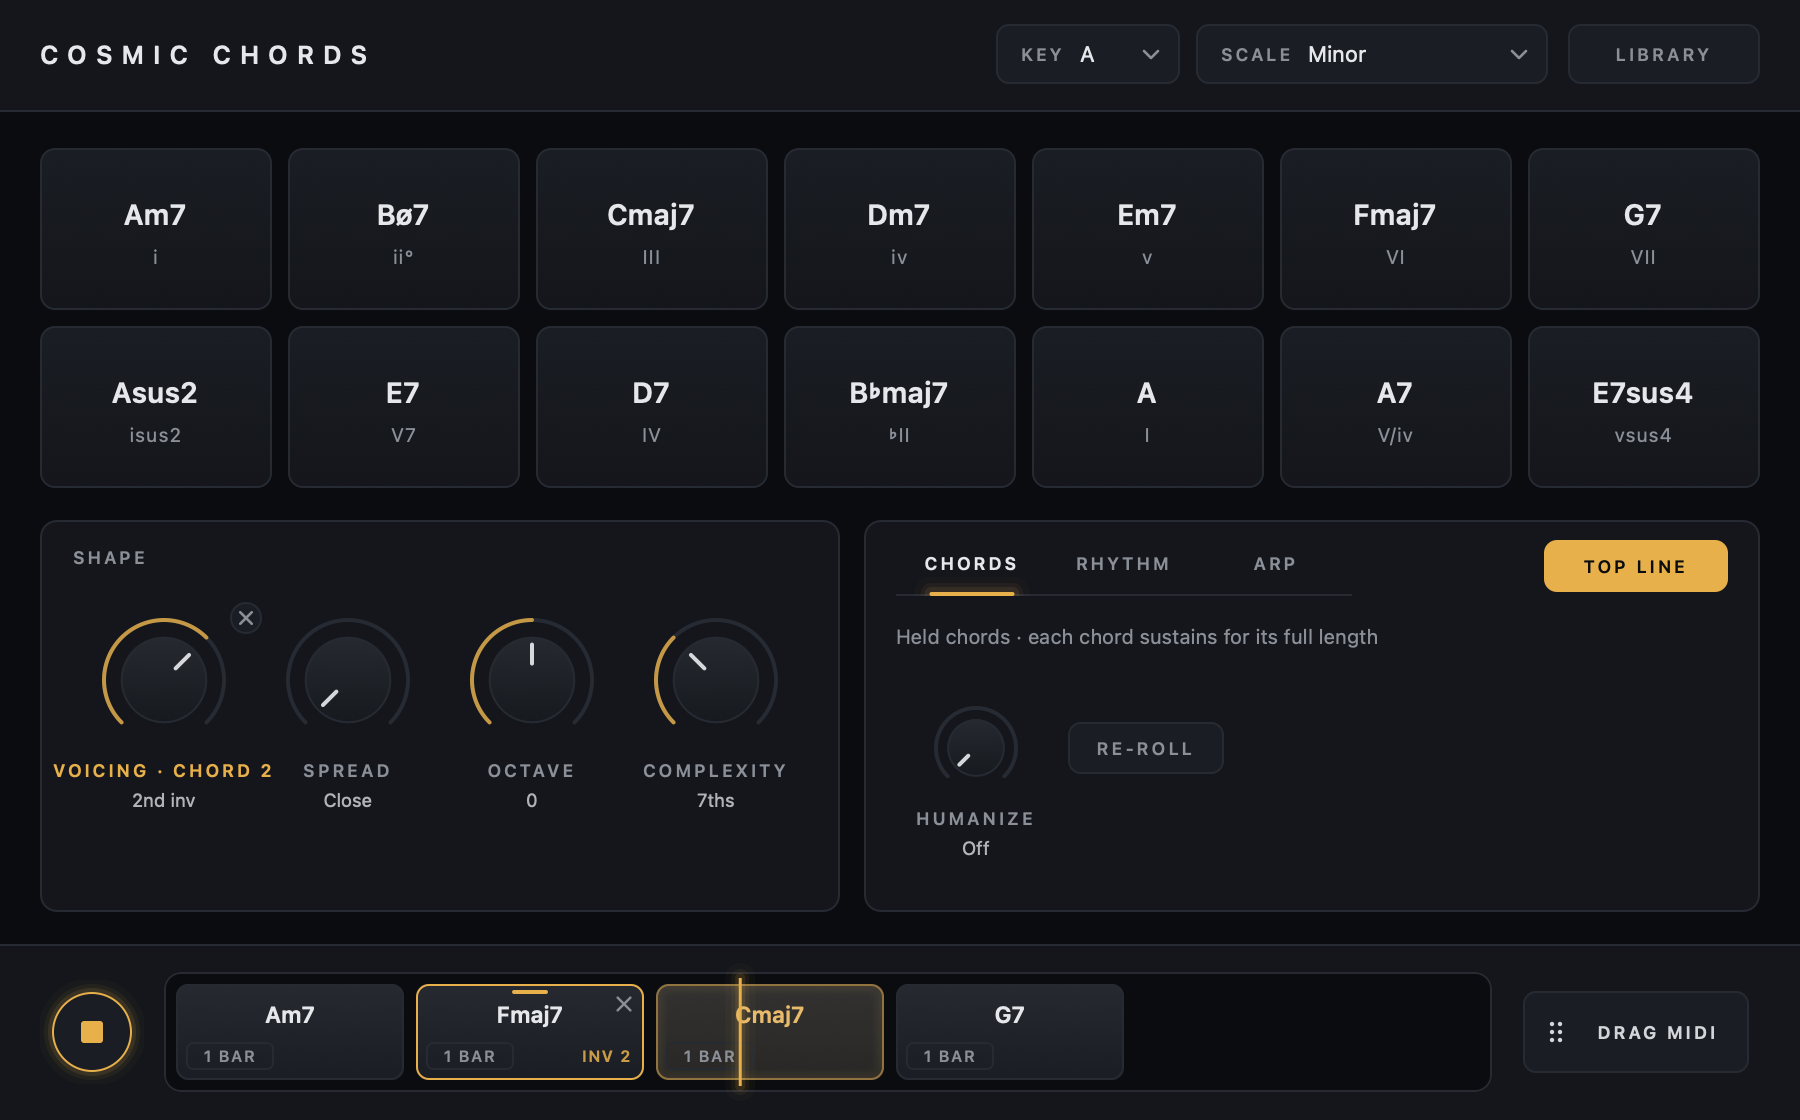 COSMIC CHORDS
KEY A
SCALE Minor
LIBRARY
Am7
i
Bø7
ii°
Cmaj7
III
Dm7
iv
Em7
v
Fmaj7
VI
G7
VII
Asus2
isus2
E7
V7
D7
IV
B♭maj7
♭II
A
I
A7
V/iv
E7sus4
vsus4
SHAPE
VOICING · CHORD 2
2nd inv
SPREAD
Close
OCTAVE
0
COMPLEXITY
7ths
CHORDS
RHYTHM
ARP
TOP LINE
Held chords · each chord sustains for its full length
HUMANIZE
Off
RE-ROLL
Am7
1 BAR
Fmaj7
1 BAR
INV 2
Cmaj7
1 BAR
G7
1 BAR
DRAG MIDI